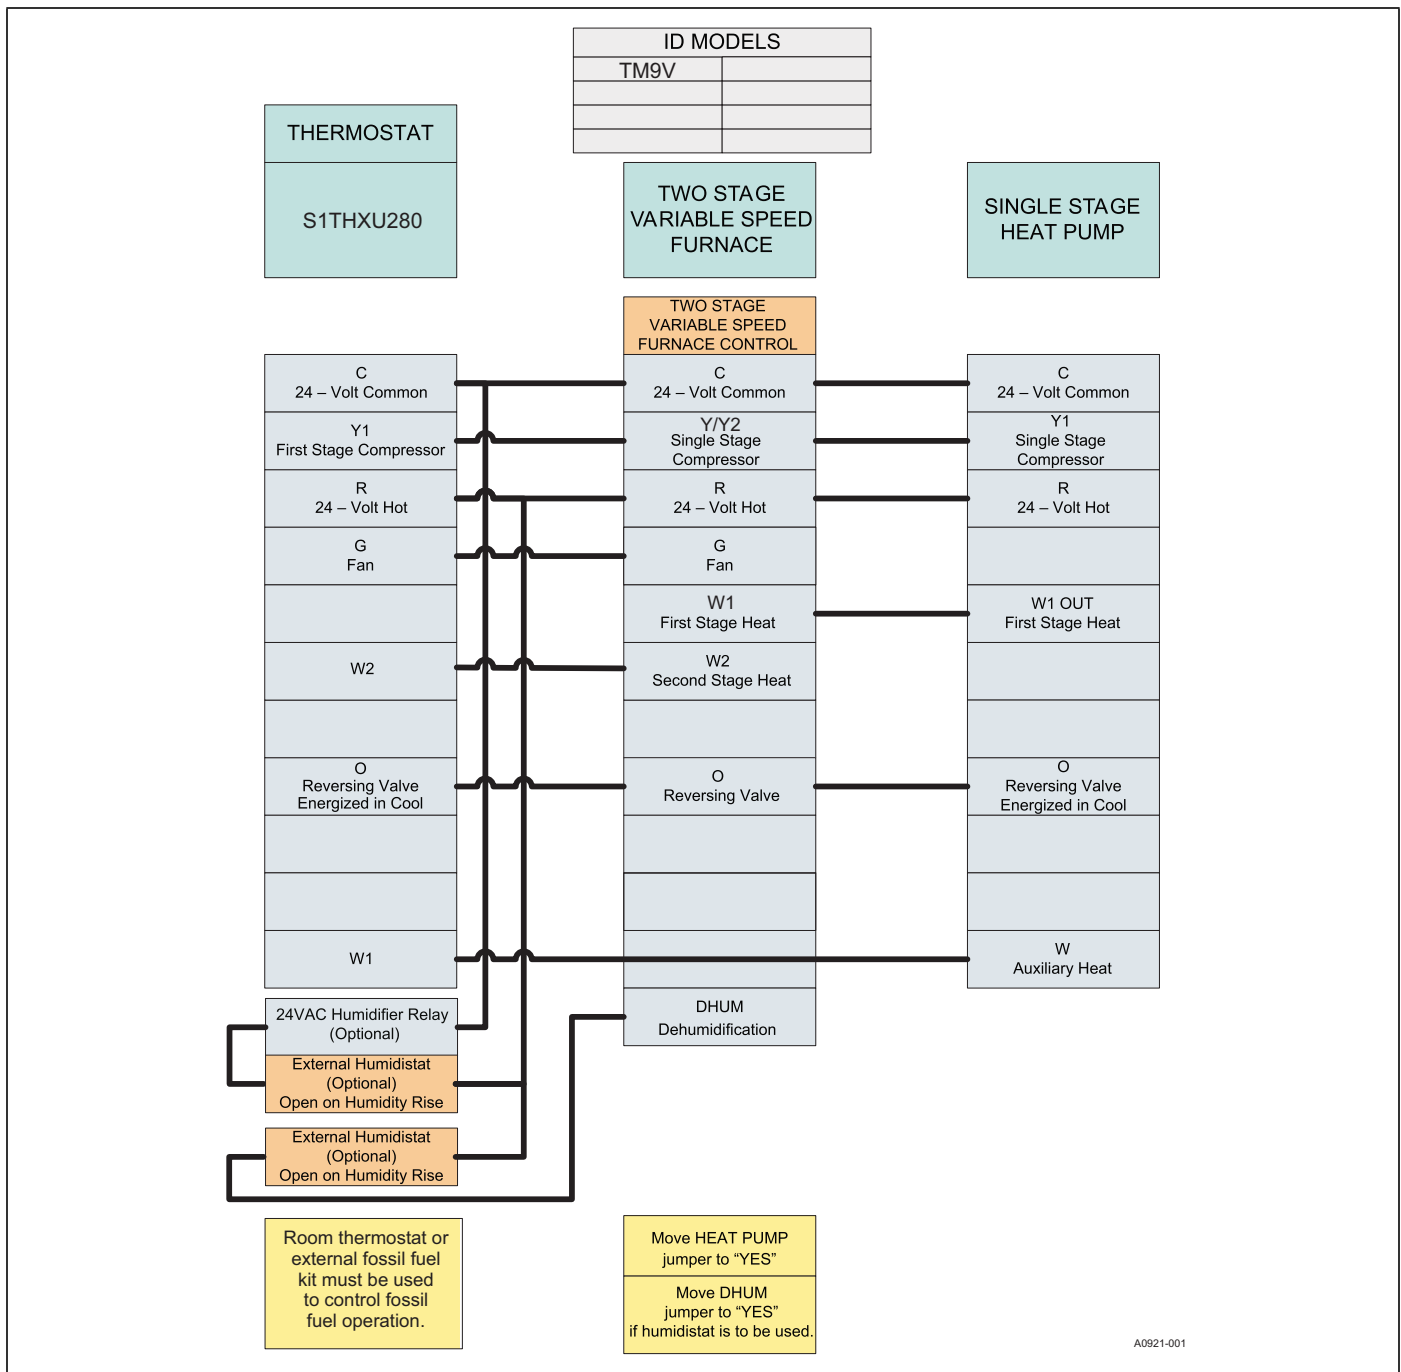 ID MODELS
TM9V
THERMOSTAT
S1THXU280
TWO STAGE
VARIABLE SPEED
FURNACE
SINGLE STAGE
HEAT PUMP
TWO STAGE
VARIABLE SPEED
FURNACE CONTROL
C
24 – Volt Common
Y1
First Stage Compressor
R
24 – Volt Hot
G
Fan
W2
O
Reversing Valve
Energized in Cool
W1
24VAC Humidifier Relay
(Optional)
External Humidistat
(Optional)
Open on Humidity Rise
External Humidistat
(Optional)
Open on Humidity Rise
C
24 – Volt Common
Y/Y2
Single Stage
Compressor
R
24 – Volt Hot
G
Fan
W1
First Stage Heat
W2
Second Stage Heat
O
Reversing Valve
DHUM
Dehumidification
C
24 – Volt Common
Y1
Single Stage
Compressor
R
24 – Volt Hot
W1 OUT
First Stage Heat
O
Reversing Valve
Energized in Cool
W
Auxiliary Heat
Room thermostat or
external fossil fuel
kit must be used
to control fossil
fuel operation.
Move HEAT PUMP
jumper to “YES”
Move DHUM
jumper to “YES”
if humidistat is to be used.
A0921-001